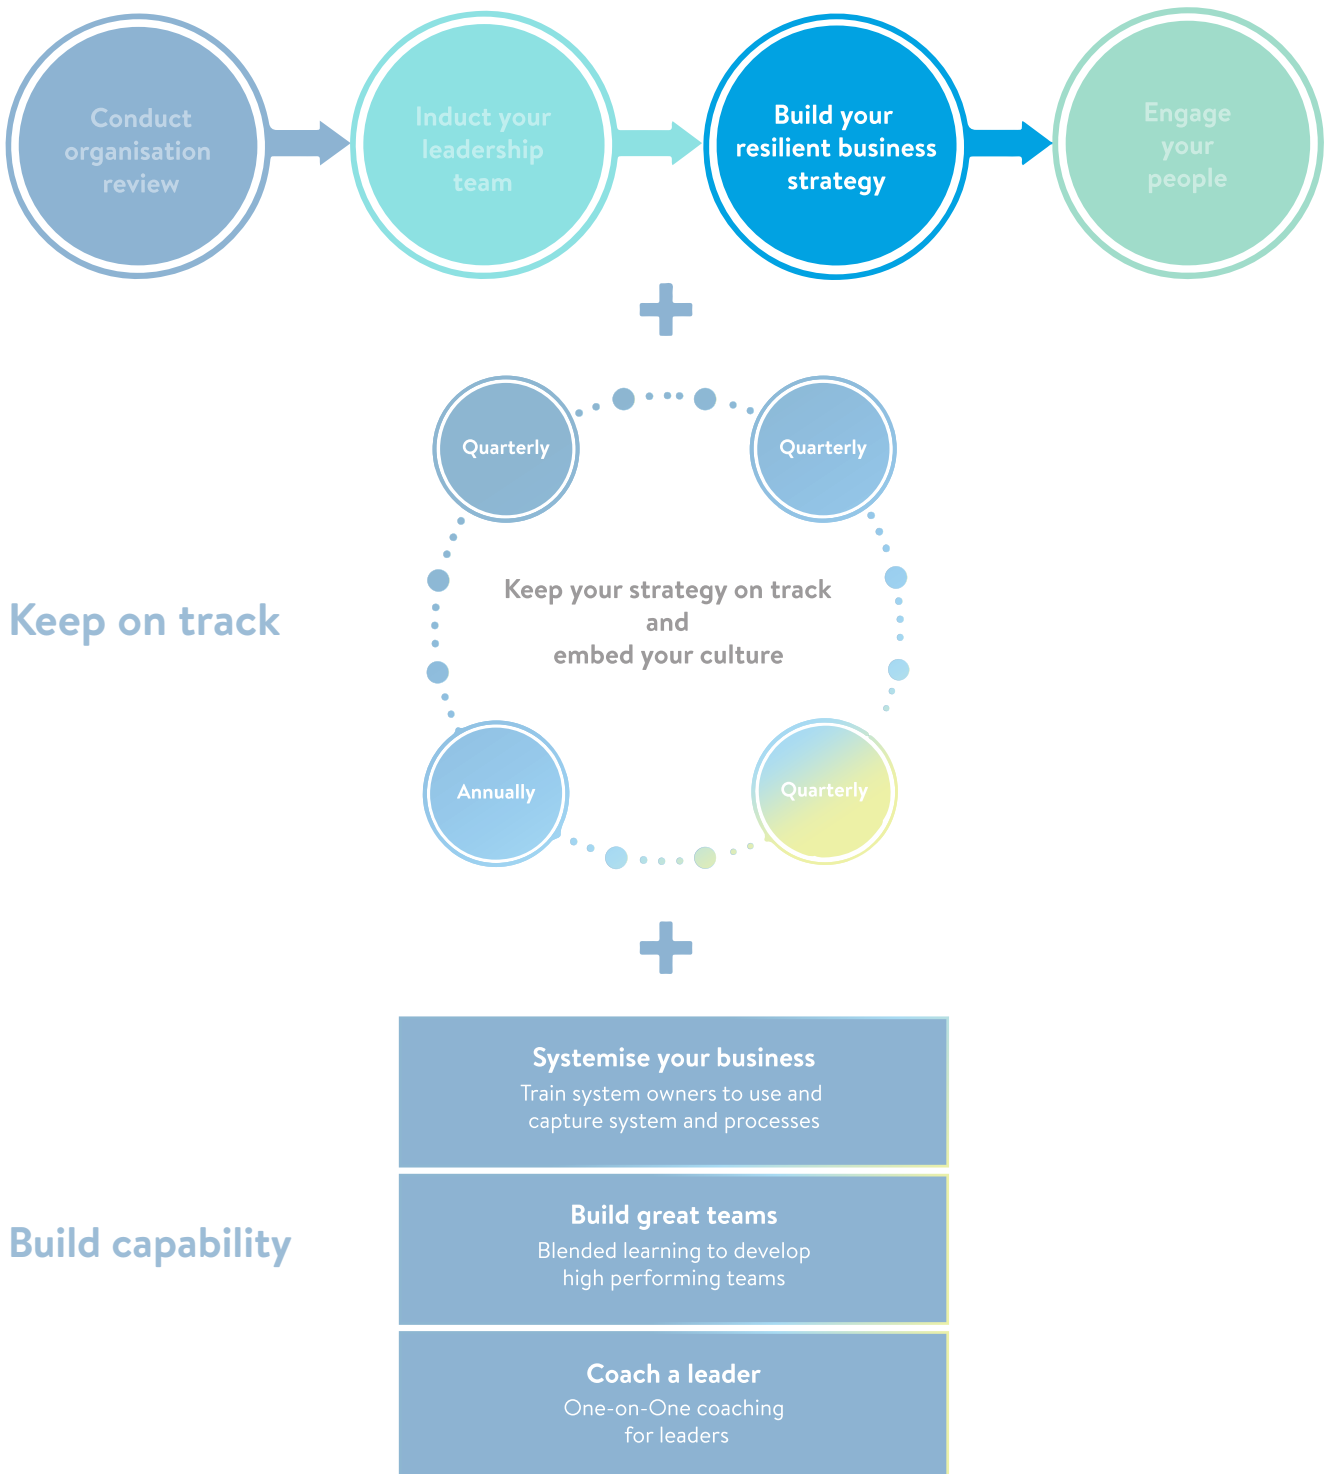 Conduct
organisation
review
Induct your
leadership
team
Build your
resilient business
strategy
Engage
your
people
Quarterly
Quarterly
Keep on track
Keep your strategy on track
and
embed your culture
Annually
Quarterly
Build capability
Systemise your business
Train system owners to use and
capture system and processes
Build great teams
Blended learning to develop
high performing teams
Coach a leader
One-on-One coaching
for leaders